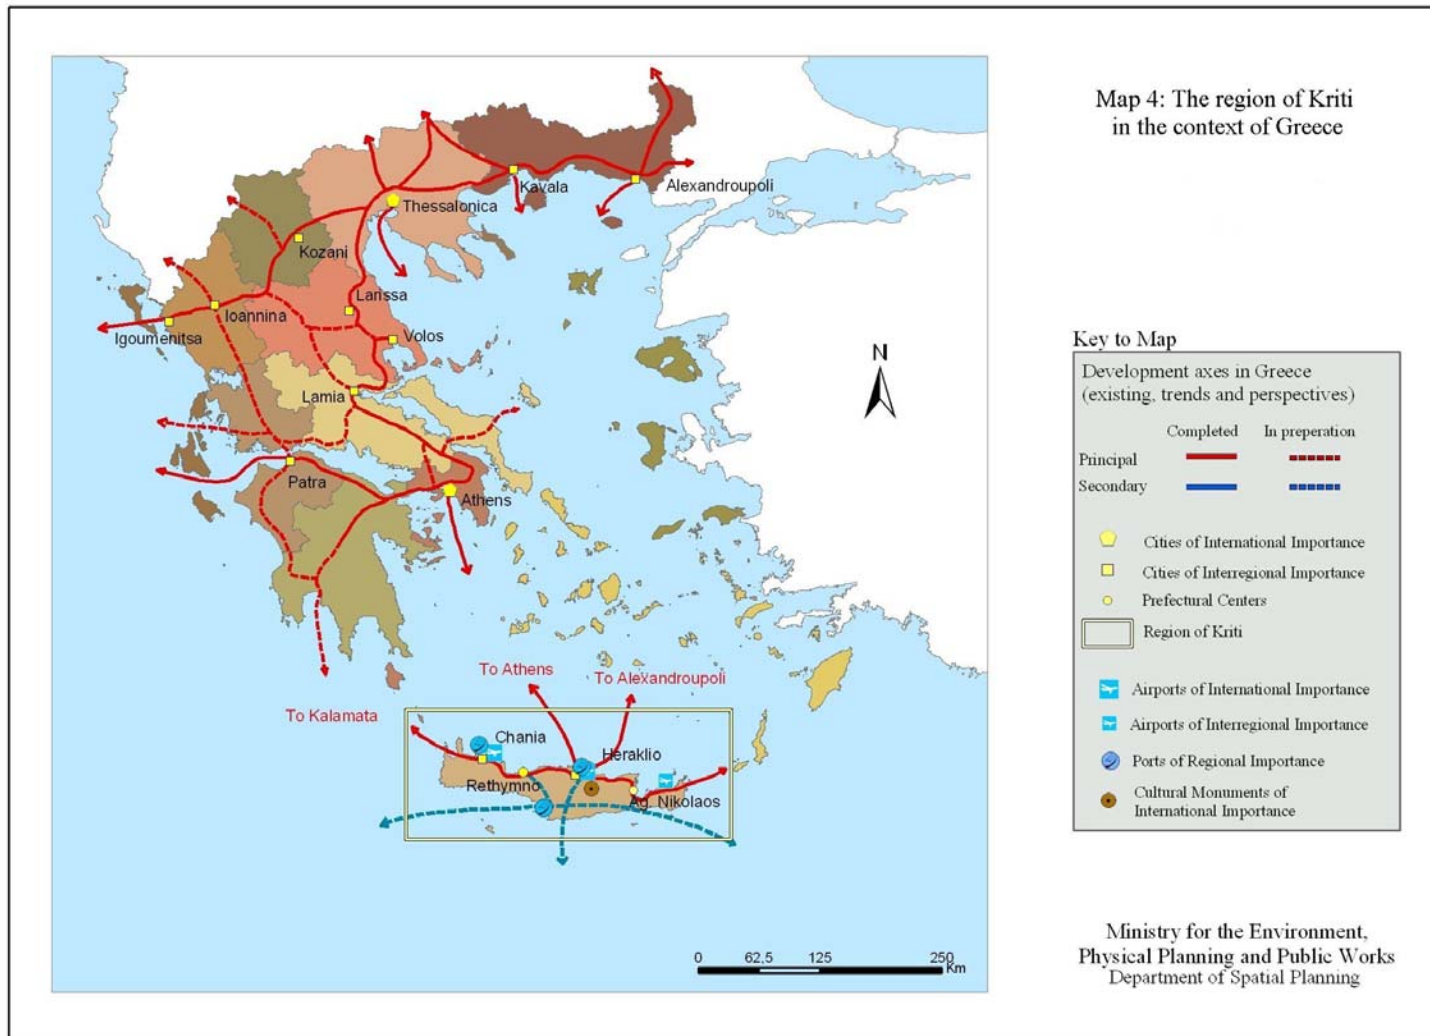 Map 4: The region of Kriti
in the context of Greece
Kavala
Alexandroupoli
Thessalonica
Kozani
Larissa
Ioannina
Igoumenitsa
Volos
N
Lamia
Patra
Athens
To Athens
To Alexandroupoli
To Kalamata
Chania
Heraklio
Rethymno
Ag. Nikolaos
0 62,5 125 250
Km
Key to Map
Development axes in Greece
(existing, trends and perspectives)
Completed In preperation
Principal
Secondary
Cities of International Importance
Cities of Interregional Importance
Prefectural Centers
Region of Kriti
Airports of International Importance
Airports of Interregional Importance
Ports of Regional Importance
Cultural Monuments of
International Importance
Ministry for the Environment,
Physical Planning and Public Works
Department of Spatial Planning